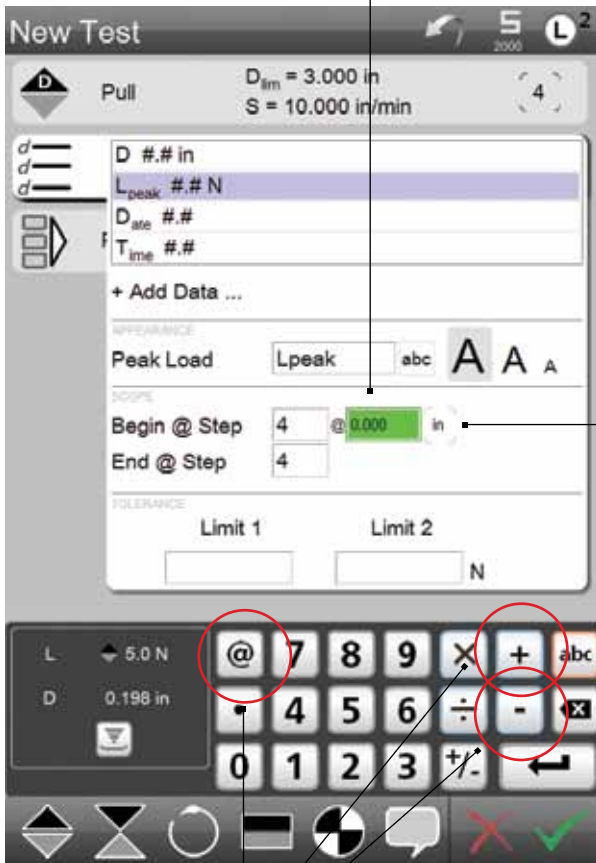 New Test
S
2000
L 2
D
Pull
D lim = 3.000 in
S = 10.000 in/min
4
d
d
d
D #.# in
Lpeak #.# N
Date #.#
Time #.#
+ Add Data ...
APPEARANCE
Peak Load
Lpeak
abc
A A A
SCOPE
Begin @ Step 4 @ 0.000 in
End @ Step 4
TOLERANCE
Limit 1 Limit 2
N
L 5.0 N
D 0.198 in
@ 7 8 9 × + abc
. 4 5 6 ÷ -
0 1 2 3 +/-